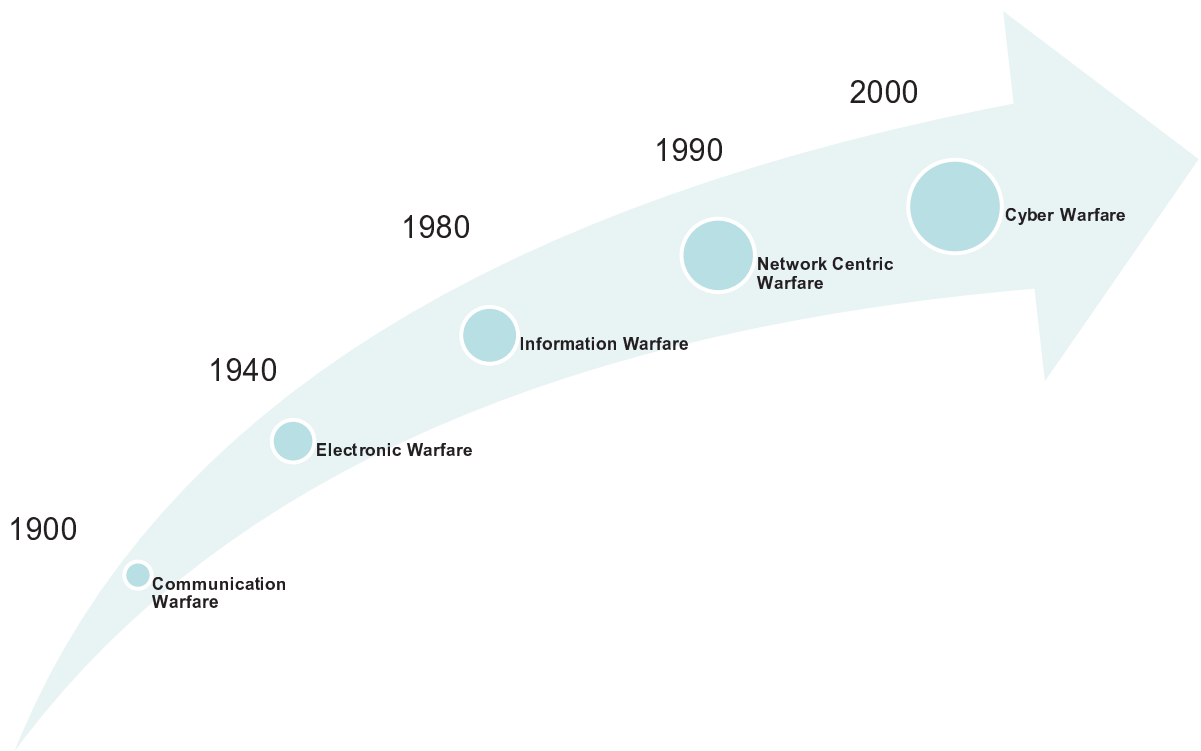 2000
1990
1980
1940
1900
Cyber Warfare
Network Centric
Warfare
Information Warfare
Electronic Warfare
Communication
Warfare